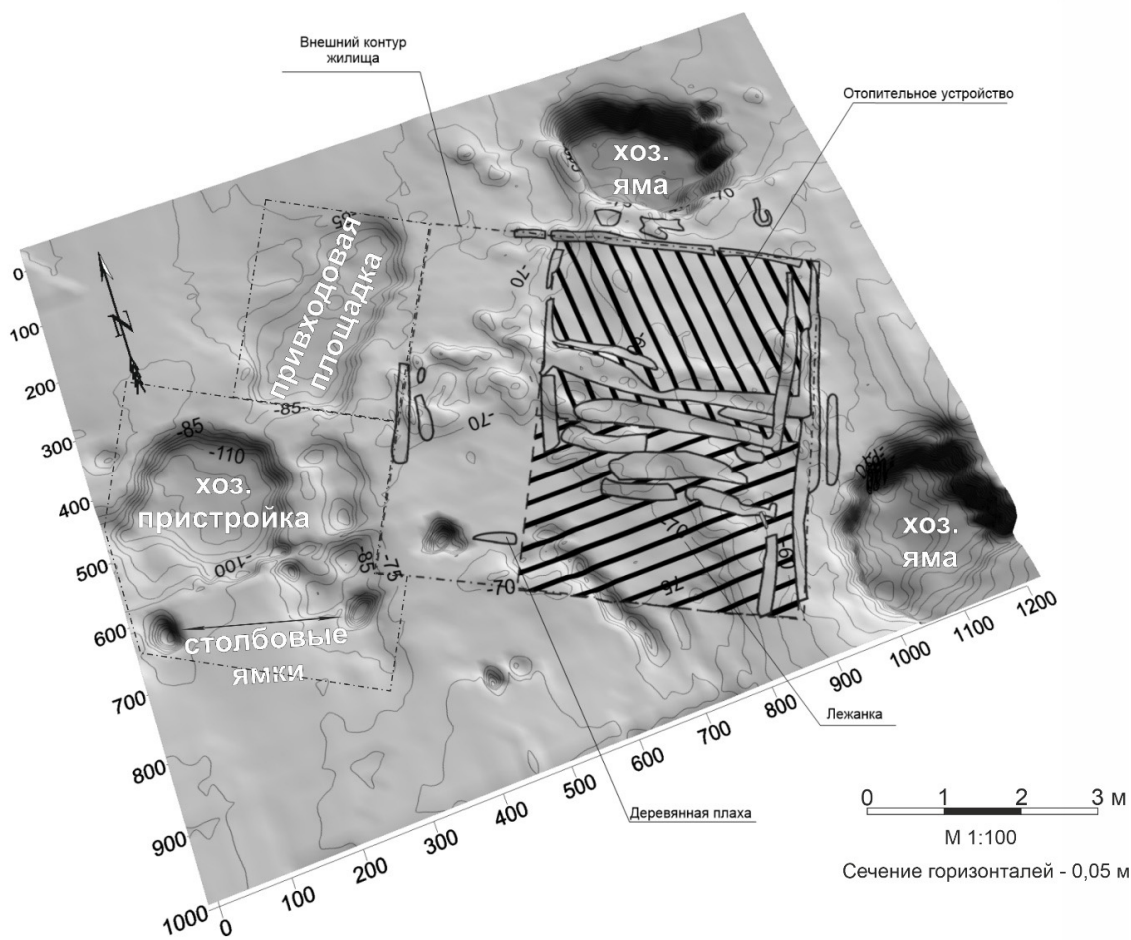 Внешний контур
жилища
Отопительное устройство
хоз.
яма
-70
-85
привходовая
площадка
-70
N
0
100
200
300
400
500
600
700
800
900
1000
-85
-70
-85
-110
хоз.
пристройка
-100
-85
-75
-70
столбовые
ямки
хоз.
яма
-60
0
100
200
300
400
500
600
700
800
900
1000
1100
1200
Лежанка
Деревянная плаха
0 1 2 3 м
М 1:100
Сечение горизонталей - 0,05 м